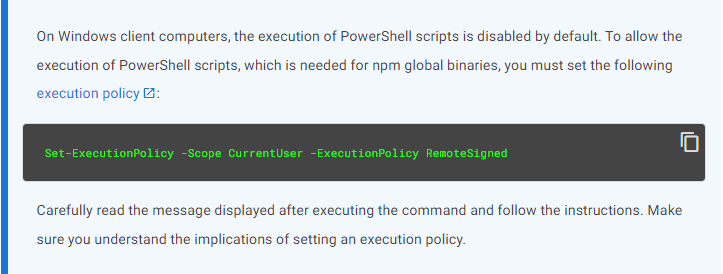 On Windows client computers, the execution of PowerShell scripts is disabled by default. To allow the
execution of PowerShell scripts, which is needed for npm global binaries, you must set the following
execution policy:
Set-ExecutionPolicy -Scope CurrentUser -ExecutionPolicy RemoteSigned
Carefully read the message displayed after executing the command and follow the instructions. Make
sure you understand the implications of setting an execution policy.